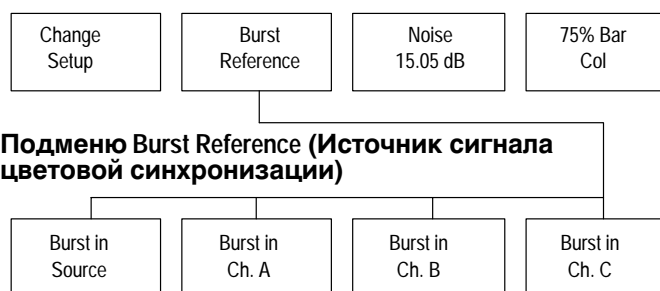 Change
Setup
Burst
Reference
Noise
15.05 dB
75% Bar
Col
Подменю Burst Reference (Источник сигнала
цветовой синхронизации)
Burst in
Source
Burst in
Ch. A
Burst in
Ch. B
Burst in
Ch. C